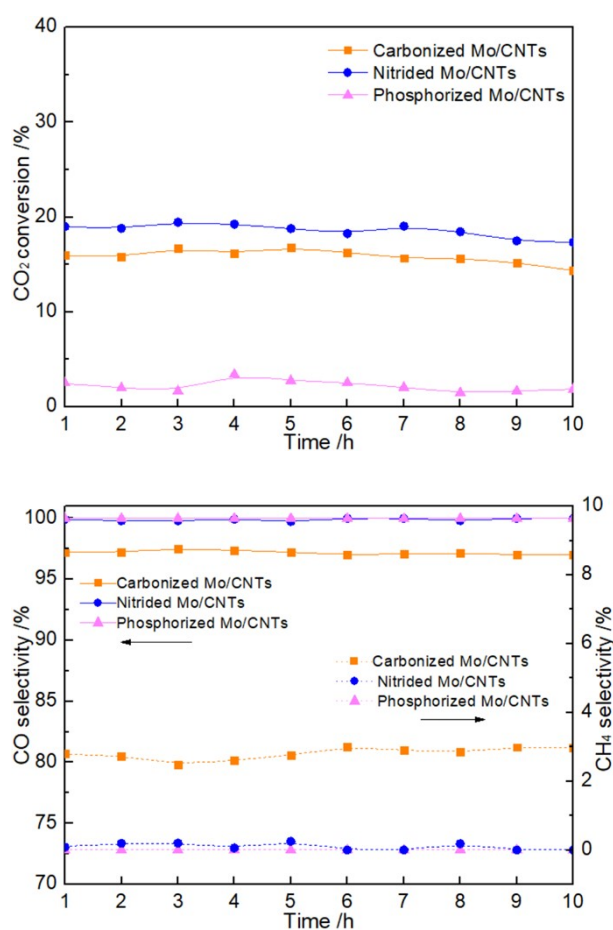 40
30
20
10
0
CO₂ conversion /%
Carbonized Mo/CNTs
Nitrided Mo/CNTs
Phosphorized Mo/CNTs
1 2 3 4 5 6 7 8 9 10
Time /h
100
95
90
85
80
75
70
CO selectivity /%
Carbonized Mo/CNTs
Nitrided Mo/CNTs
Phosphorized Mo/CNTs
Carbonized Mo/CNTs
Nitrided Mo/CNTs
Phosphorized Mo/CNTs
10
8
6
4
2
0
CH₄ selectivity /%
1 2 3 4 5 6 7 8 9 10
Time /h